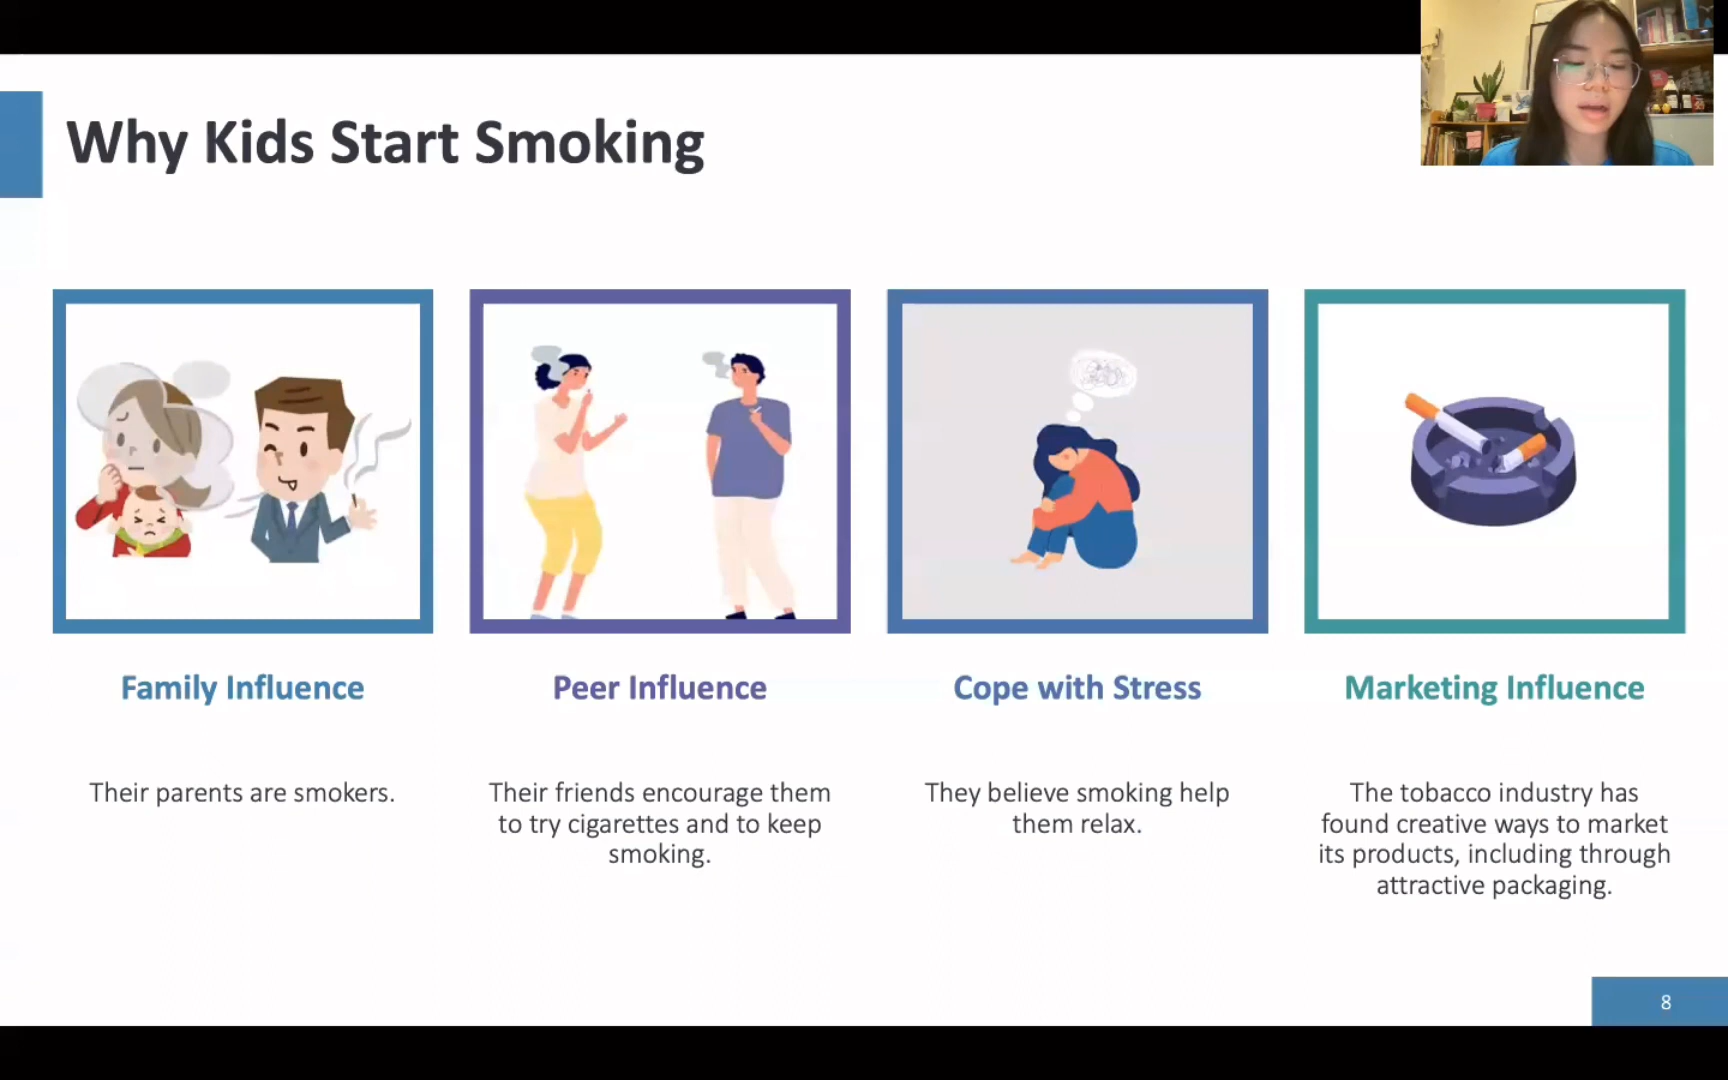 Why Kids Start Smoking
Family Influence
Their parents are smokers.
Peer Influence
Their friends encourage them
to try cigarettes and to keep
smoking.
Cope with Stress
They believe smoking help
them relax.
Marketing Influence
The tobacco industry has
found creative ways to market
its products, including through
attractive packaging.
8